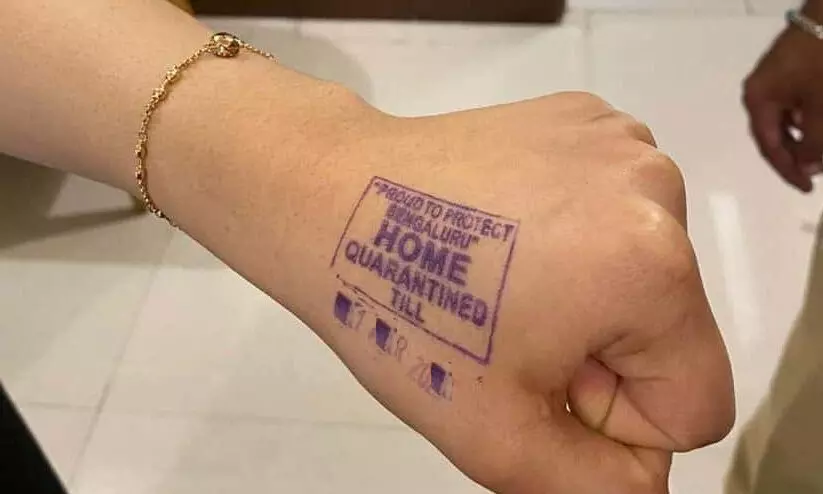 "PROUD TO PROTECT
BENGALURU"
HOME
QUARANTINED
TILL